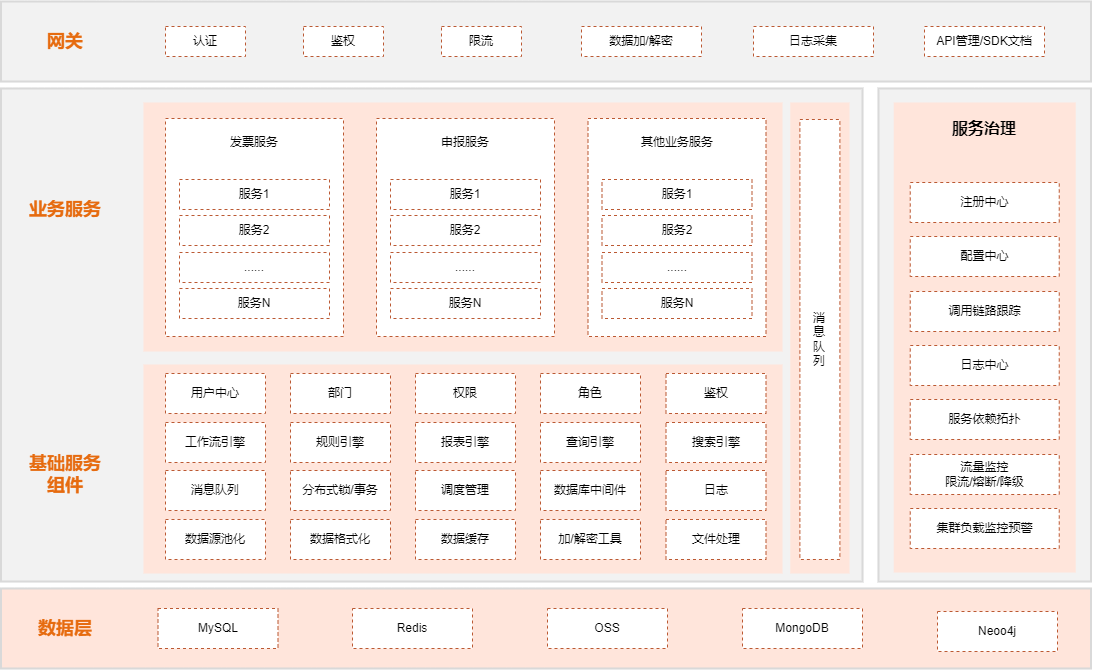 网关
认证
鉴权
限流
数据加/解密
日志采集
API管理/SDK文档
业务服务
发票服务
服务1
服务2
......
服务N
申报服务
服务1
服务2
......
服务N
其他业务服务
服务1
服务2
......
服务N
基础服务
组件
用户中心
部门
权限
角色
鉴权
工作流引擎
规则引擎
报表引擎
查询引擎
搜索引擎
消息队列
分布式锁/事务
调度管理
数据库中间件
日志
数据源池化
数据格式化
数据缓存
加/解密工具
文件处理
消息队列
服务治理
注册中心
配置中心
调用链路跟踪
日志中心
服务依赖拓扑
流量监控
限流/熔断/降级
集群负载监控预警
数据层
MySQL
Redis
OSS
MongoDB
Neoo4j